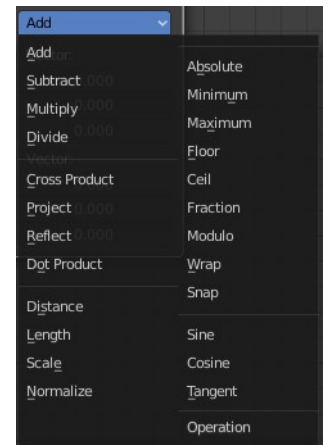 Add
Add
Subtract
Multiply
Divide
Cross Product
Project
Reflect
Dot Product
Distance
Length
Scale
Normalize
Absolute
Minimum
Maximum
Floor
Ceil
Fraction
Modulo
Wrap
Snap
Sine
Cosine
Tangent
Operation